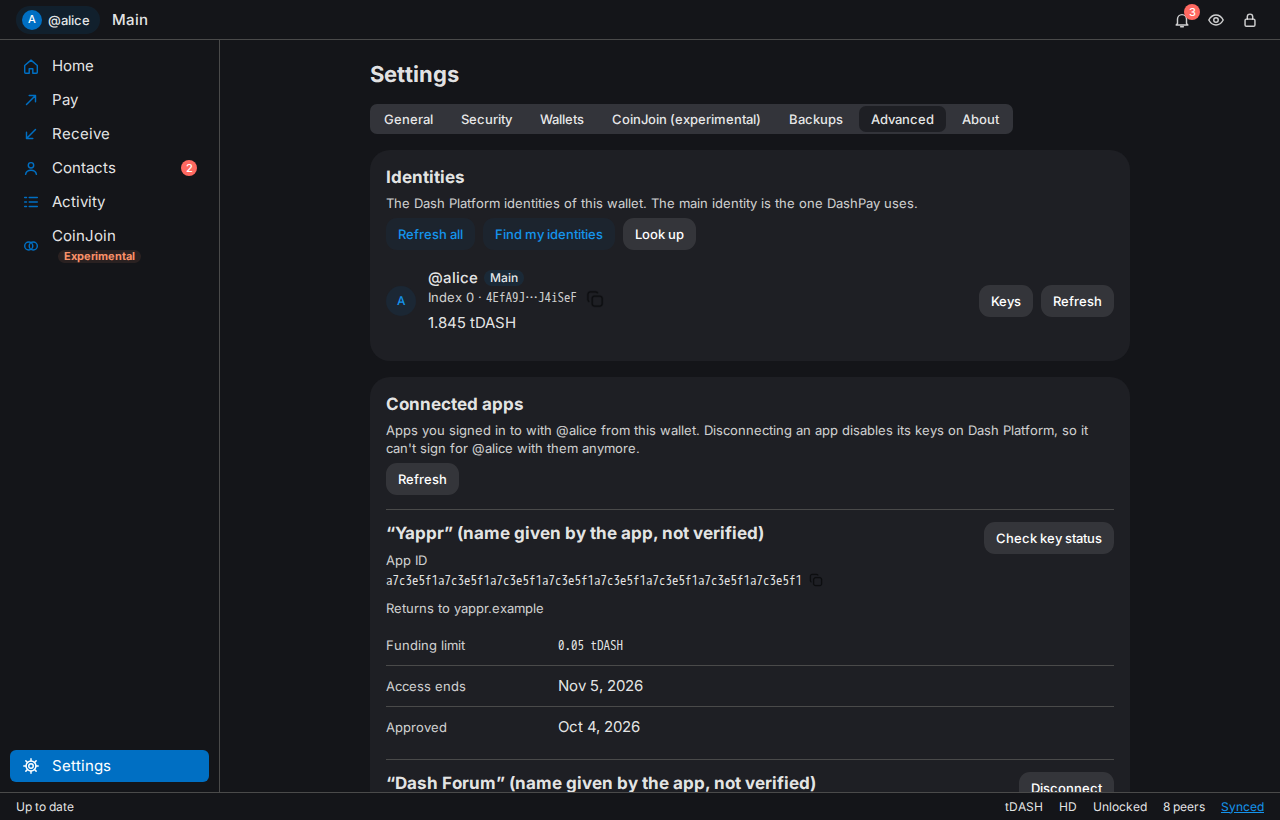 A @alice Main 3
Home
Pay
Receive
Contacts 2
Activity
CoinJoin
Experimental
Settings
Settings
General Security Wallets CoinJoin (experimental) Backups Advanced About
Identities
The Dash Platform identities of this wallet. The main identity is the one DashPay uses.
Refresh all Find my identities Look up
A
@alice Main
Index 0 · 4EfA9J···J4iSeF
1.845 tDASH
Keys Refresh
Connected apps
Apps you signed in to with @alice from this wallet. Disconnecting an app disables its keys on Dash Platform, so it
can't sign for @alice with them anymore.
Refresh
“Yappr” (name given by the app, not verified) Check key status
App ID
a7c3e5f1a7c3e5f1a7c3e5f1a7c3e5f1a7c3e5f1a7c3e5f1a7c3e5f1a7c3e5f1
Returns to yappr.example
Funding limit 0.05 tDASH
Access ends Nov 5, 2026
Approved Oct 4, 2026
“Dash Forum” (name given by the app, not verified) Disconnect
Up to date tDASH HD Unlocked 8 peers Synced